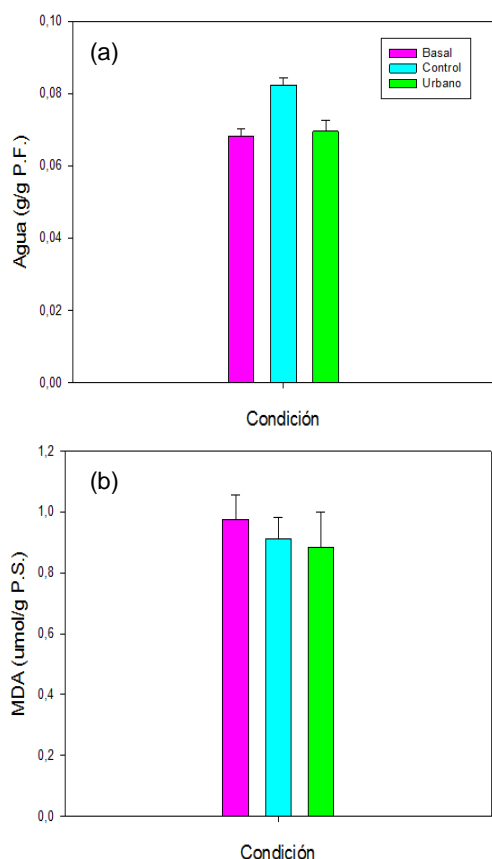 (a)
Basal
Control
Urbano
0,10
0,08
0,06
0,04
0,02
0,00
Agua (g/g P.F.)
Condición
(b)
1,2
1,0
0,8
0,6
0,4
0,2
0,0
MDA (umol/g P.S.)
Condición